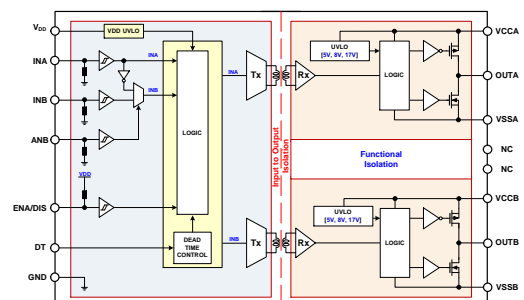 VDD
VDD UVLO
INA
INA
INB
INB
ANB
VDD
ENA/DIS
DT
GND
LOGIC
DEAD
TIME
CONTROL
INA
INB
Tx
Tx
Input to Output
Isolation
Rx
Rx
UVLO
[5V, 8V, 17V]
LOGIC
VCCA
OUTA
VSSA
Functional
Isolation
NC
NC
UVLO
[5V, 8V, 17V]
LOGIC
VCCB
OUTB
VSSB